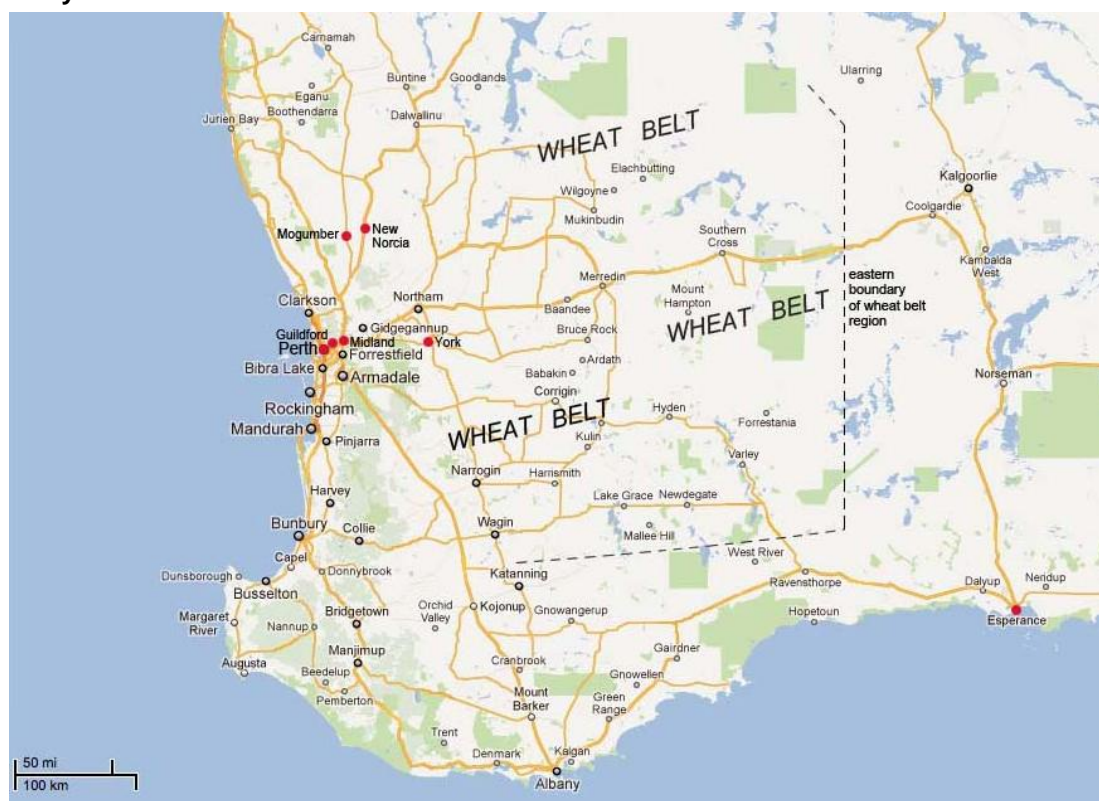 Carnamah
Buntine
Goodlands
Ularring
Eganu
Boothendarra
Jurien Bay
Dalwalinu
WHEAT BELT
Elachbutting
Wilgoyne
Kalgoorlie
Mukinbudin
Coolgardie
Mogumber
New
Norcia
Southern
Cross
Kambalda
West
Merredin
eastern
boundary
of wheat belt
region
Clarkson
Northam
Baandee
Mount
Hampton
WHEAT BELT
Gidgegannup
Bruce Rock
Guildford
Midland
York
Perth
Forrestfield
Ardath
Bibra Lake
Armadale
Babakin
Norseman
Corrigin
Rockingham
WHEAT BELT
Hyden
Forrestania
Mandurah
Pinjarra
Kulin
Varley
Narrogin
Harrismith
Harvey
Lake Grace
Newdegate
Bunbury
Collie
Wagin
Mallee Hill
Capel
West River
Dunsborough
Donnybrook
Katanning
Ravensthorpe
Dalyup
Neridup
Busselton
Margaret
River
Nannup
Bridgetown
Orchid
Valley
Kojonup
Gnowangerup
Hopetoun
Esperance
Manjimup
Augusta
Beedelup
Cranbrook
Gairdner
Pemberton
Gnowellen
Mount
Barker
Green
Range
Trent
Denmark
Kalgan
Albany
50 mi
100 km